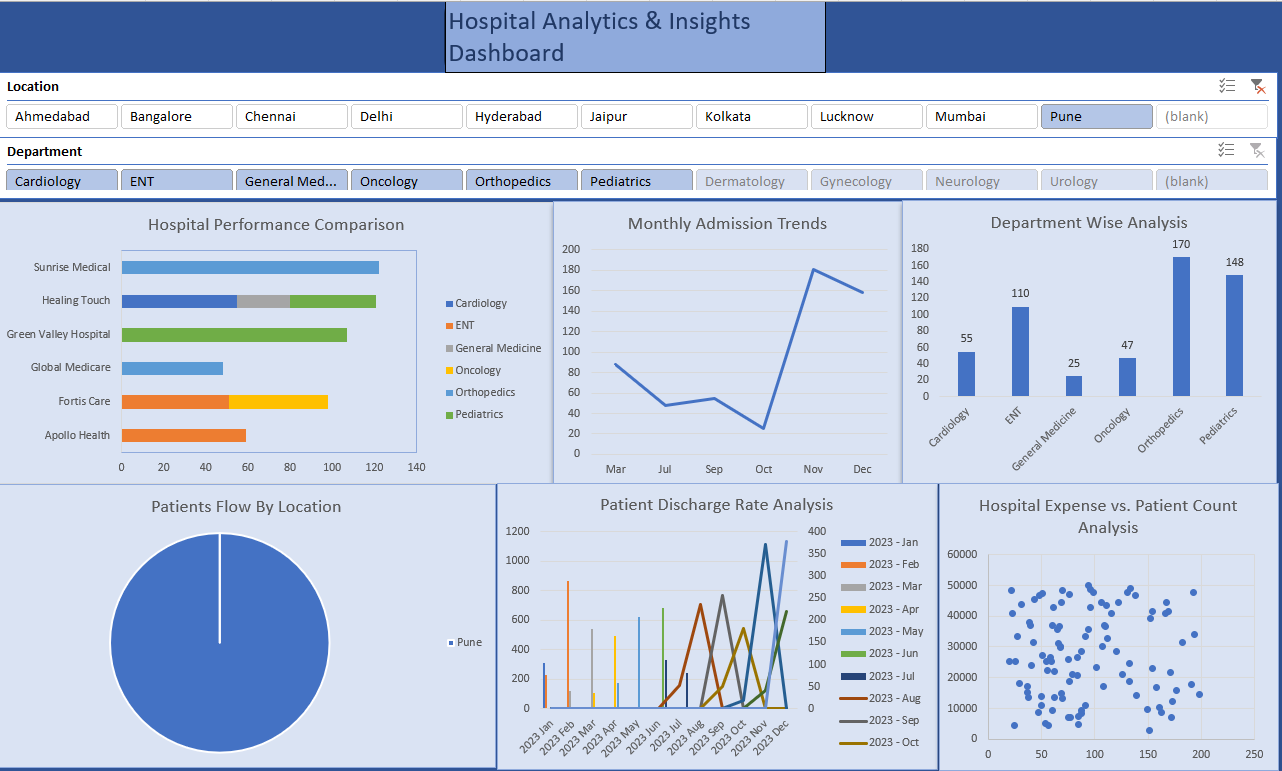 Hospital Analytics & Insights
Dashboard
Location
Ahmedabad Bangalore Chennai Delhi Hyderabad Jaipur Kolkata Lucknow Mumbai Pune (blank)
Department
Cardiology ENT General Med... Oncology Orthopedics Pediatrics Dermatology Gynecology Neurology Urology (blank)
Hospital Performance Comparison
Sunrise Medical
Healing Touch
Green Valley Hospital
Global Medicare
Fortis Care
Apollo Health
0 20 40 60 80 100 120 140
Cardiology
ENT
General Medicine
Oncology
Orthopedics
Pediatrics
Monthly Admission Trends
200
180
160
140
120
100
80
60
40
20
0
Mar Jul Sep Oct Nov Dec
Department Wise Analysis
180
160
140
120
100
80
60
40
20
0
55 110 25 47 170 148
Cardiology ENT General Medicine Oncology Orthopedics Pediatrics
Patients Flow By Location
Pune
Patient Discharge Rate Analysis
1200
1000
800
600
400
200
0
400
350
300
250
200
150
100
50
0
2023 Jan 2023 Feb 2023 Mar 2023 Apr 2023 May 2023 Jun 2023 Jul 2023 Aug 2023 Sep 2023 Oct 2023 Nov 2023 Dec
2023 - Jan
2023 - Feb
2023 - Mar
2023 - Apr
2023 - May
2023 - Jun
2023 - Jul
2023 - Aug
2023 - Sep
2023 - Oct
Hospital Expense vs. Patient Count
Analysis
60000
50000
40000
30000
20000
10000
0
0 50 100 150 200 250